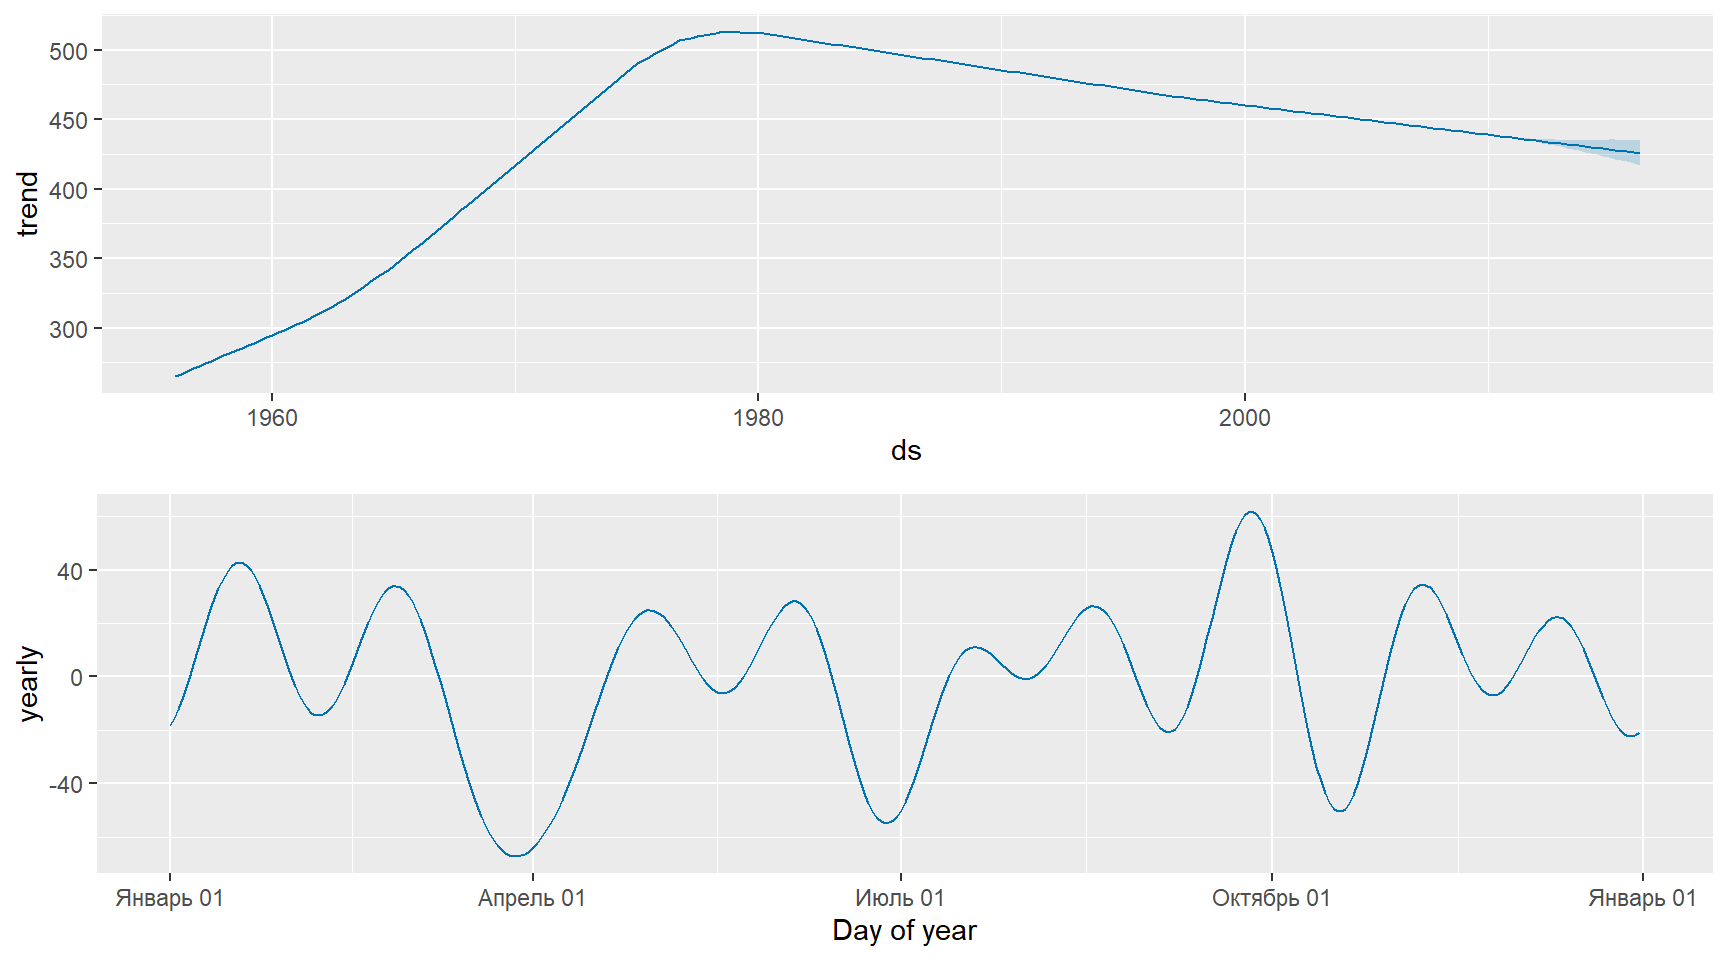 500
450
400
350
300
trend
1960 1980 2000
ds
40
0
-40
yearly
Январь 01 Апрель 01 Июль 01 Октябрь 01 Январь 01
Day of year